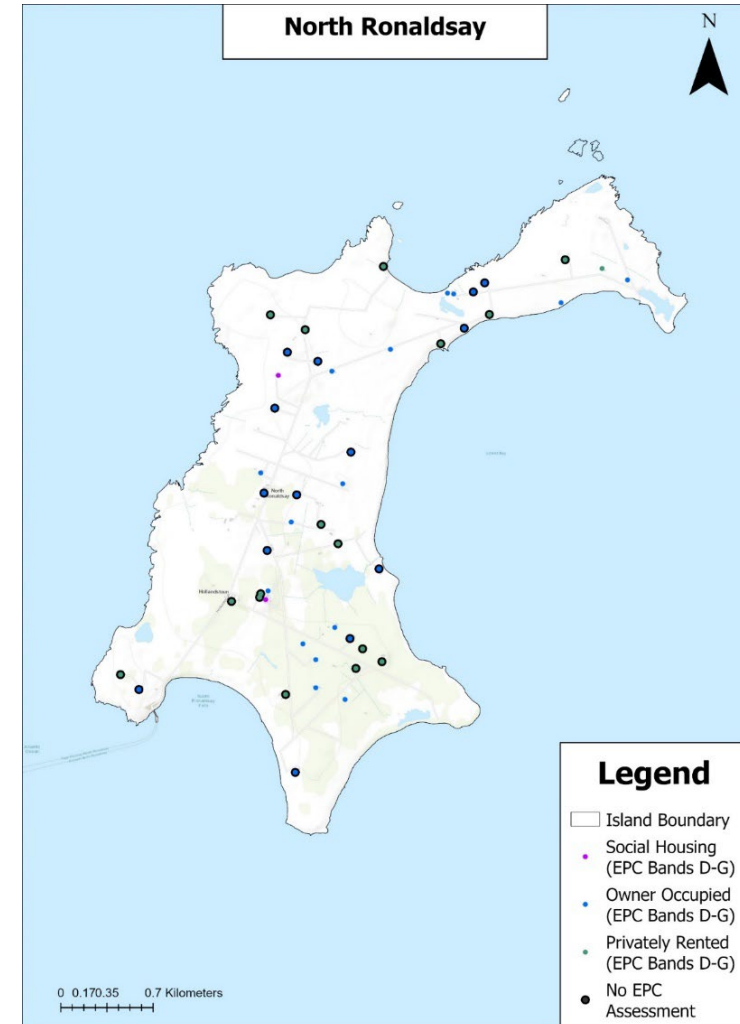 North Ronaldsay
N
North
Ronaldsay
Hollandstoun
Legend
Island Boundary
Social Housing
(EPC Bands D-G)
Owner Occupied
(EPC Bands D-G)
Privately Rented
(EPC Bands D-G)
No EPC
Assessment
0 0.170.35 0.7 Kilometers